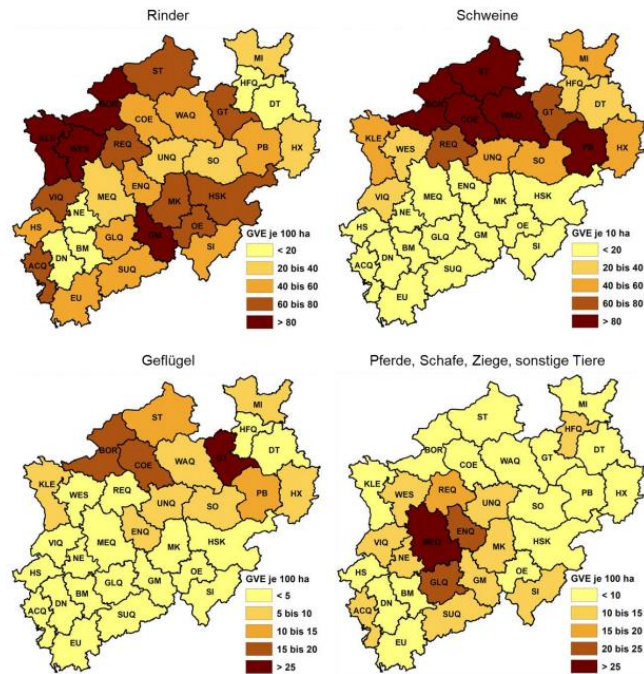 Rinder
ST
MI
HFQ
BOR
DT
COE
WAQ
GT
KLE
WES
REQ
PB
HX
UNQ
SO
VIQ
MEQ
ENQ
HSK
NE
MK
HS
GM
OE
BM
GLQ
DN
SI
ACQ
SUQ
EU
GVE je 100 ha
< 20
20 bis 40
40 bis 60
60 bis 80
> 80
Schweine
ST
MI
HFQ
BOR
DT
COE
WAQ
GT
KLE
WES
REQ
PB
HX
UNQ
SO
VIQ
MEQ
ENQ
HSK
NE
MK
HS
GM
OE
BM
GLQ
DN
SI
ACQ
SUQ
EU
GVE je 10 ha
< 20
20 bis 40
40 bis 60
60 bis 80
> 80
Geflügel
ST
MI
HFQ
BOR
DT
COE
WAQ
GT
KLE
WES
REQ
PB
HX
UNQ
SO
VIQ
MEQ
ENQ
HSK
NE
MK
HS
GM
OE
BM
GLQ
DN
SI
ACQ
SUQ
EU
GVE je 100 ha
< 5
5 bis 10
10 bis 15
15 bis 20
> 25
Pferde, Schafe, Ziege, sonstige Tiere
ST
MI
HFQ
BOR
DT
COE
WAQ
GT
KLE
WES
REQ
PB
HX
UNQ
SO
VIQ
MEQ
ENQ
HSK
NE
MK
HS
GM
OE
BM
GLQ
DN
SI
ACQ
SUQ
EU
GVE je 100 ha
< 10
10 bis 15
15 bis 20
20 bis 25
> 25